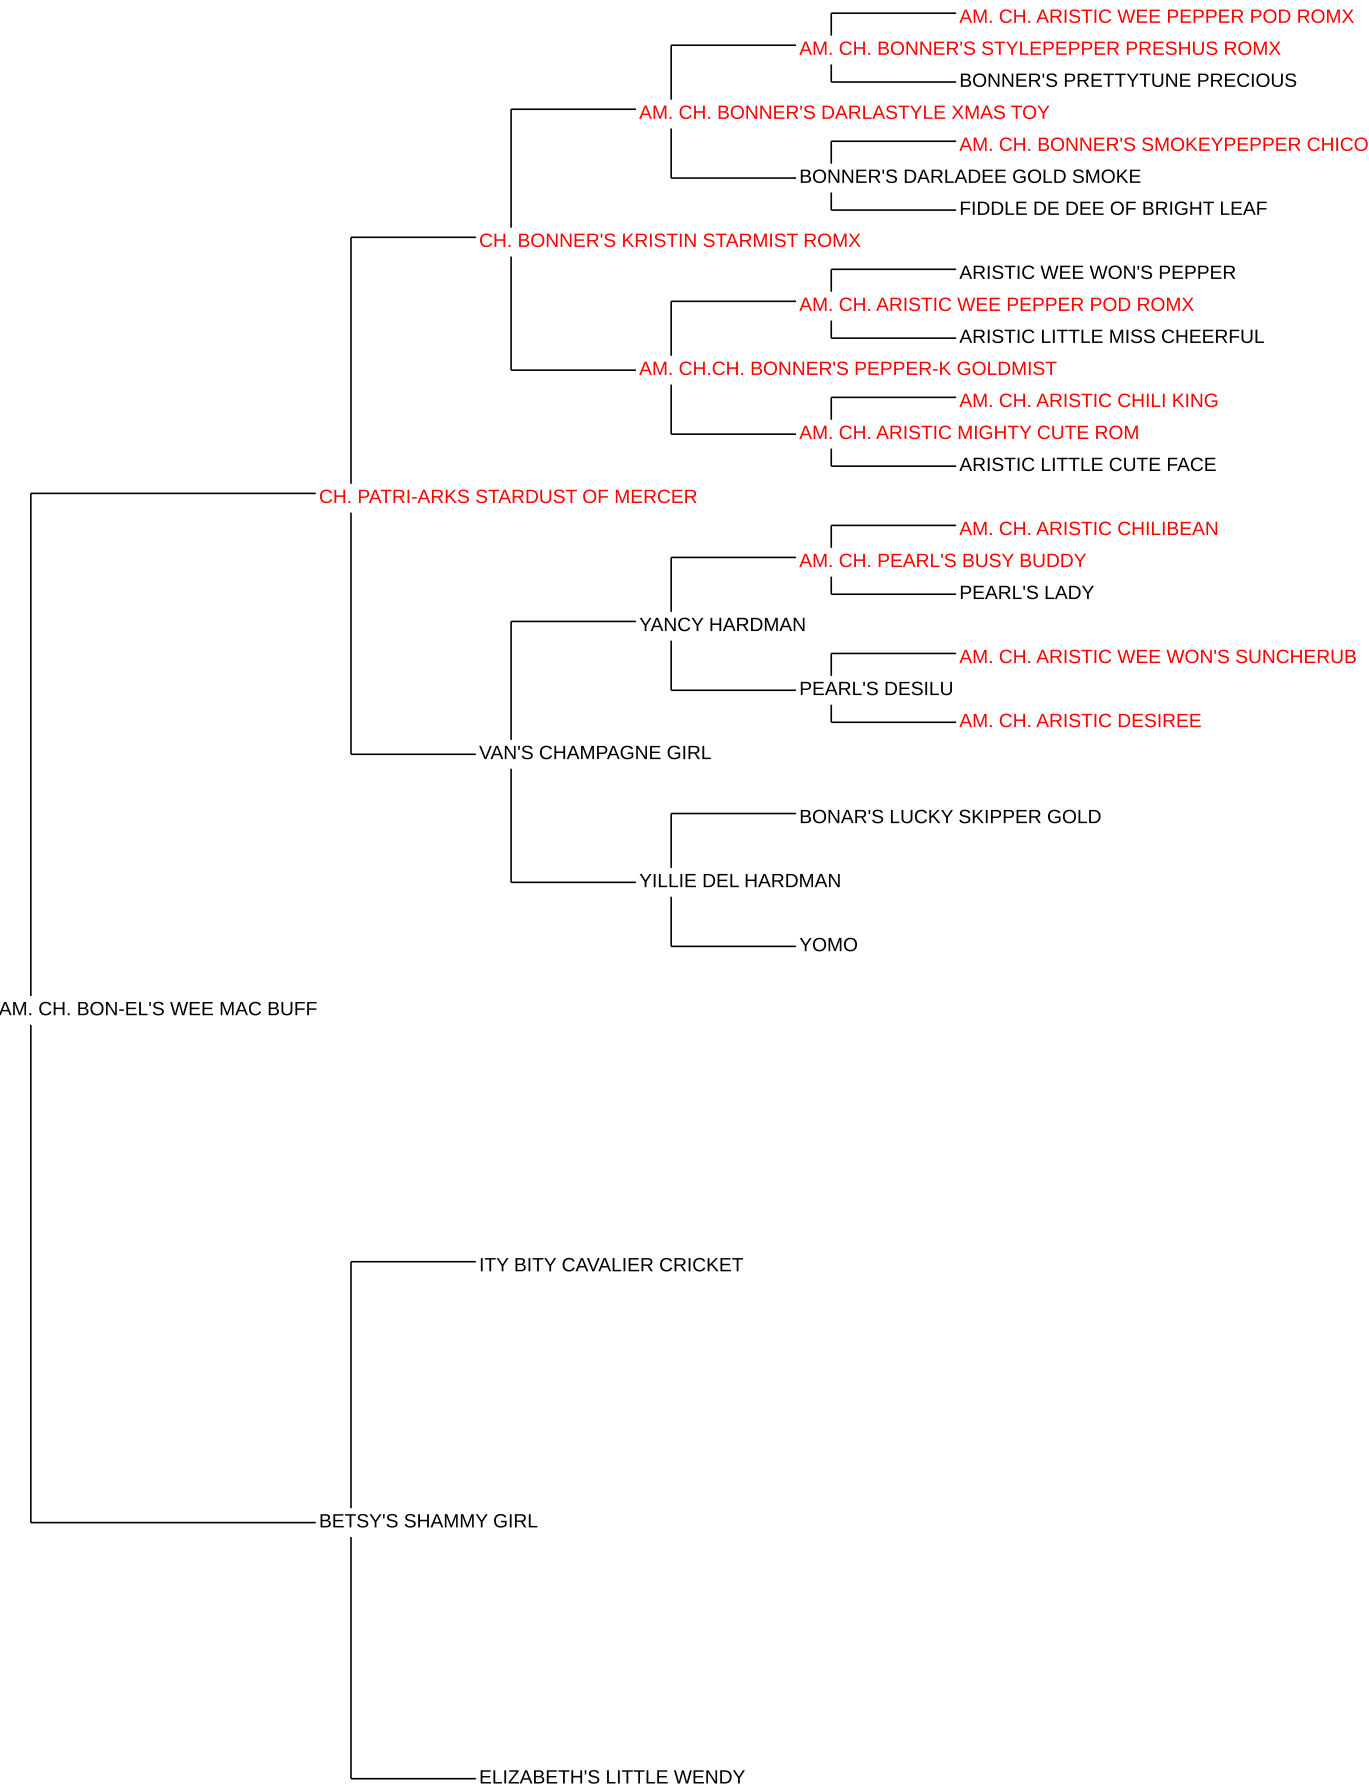 AM. CH. ARISTIC WEE PEPPER POD ROMX
AM. CH. BONNER'S STYLEPEPPER PRESHUS ROMX
BONNER'S PRETTYTUNE PRECIOUS
AM. CH. BONNER'S DARLASTYLE XMAS TOY
AM. CH. BONNER'S SMOKEYPEPPER CHICO
BONNER'S DARLADEE GOLD SMOKE
FIDDLE DE DEE OF BRIGHT LEAF
CH. BONNER'S KRISTIN STARMIST ROMX
ARISTIC WEE WON'S PEPPER
AM. CH. ARISTIC WEE PEPPER POD ROMX
ARISTIC LITTLE MISS CHEERFUL
AM. CH.CH. BONNER'S PEPPER-K GOLDMIST
AM. CH. ARISTIC CHILI KING
AM. CH. ARISTIC MIGHTY CUTE ROM
ARISTIC LITTLE CUTE FACE
CH. PATRI-ARKS STARDUST OF MERCER
AM. CH. ARISTIC CHILIBEAN
AM. CH. PEARL'S BUSY BUDDY
PEARL'S LADY
YANCY HARDMAN
AM. CH. ARISTIC WEE WON'S SUNCHERUB
PEARL'S DESILU
AM. CH. ARISTIC DESIREE
VAN'S CHAMPAGNE GIRL
BONAR'S LUCKY SKIPPER GOLD
YILLIE DEL HARDMAN
YOMO
AM. CH. BON-EL'S WEE MAC BUFF
ITY BITY CAVALIER CRICKET
BETSY'S SHAMMY GIRL
ELIZABETH'S LITTLE WENDY